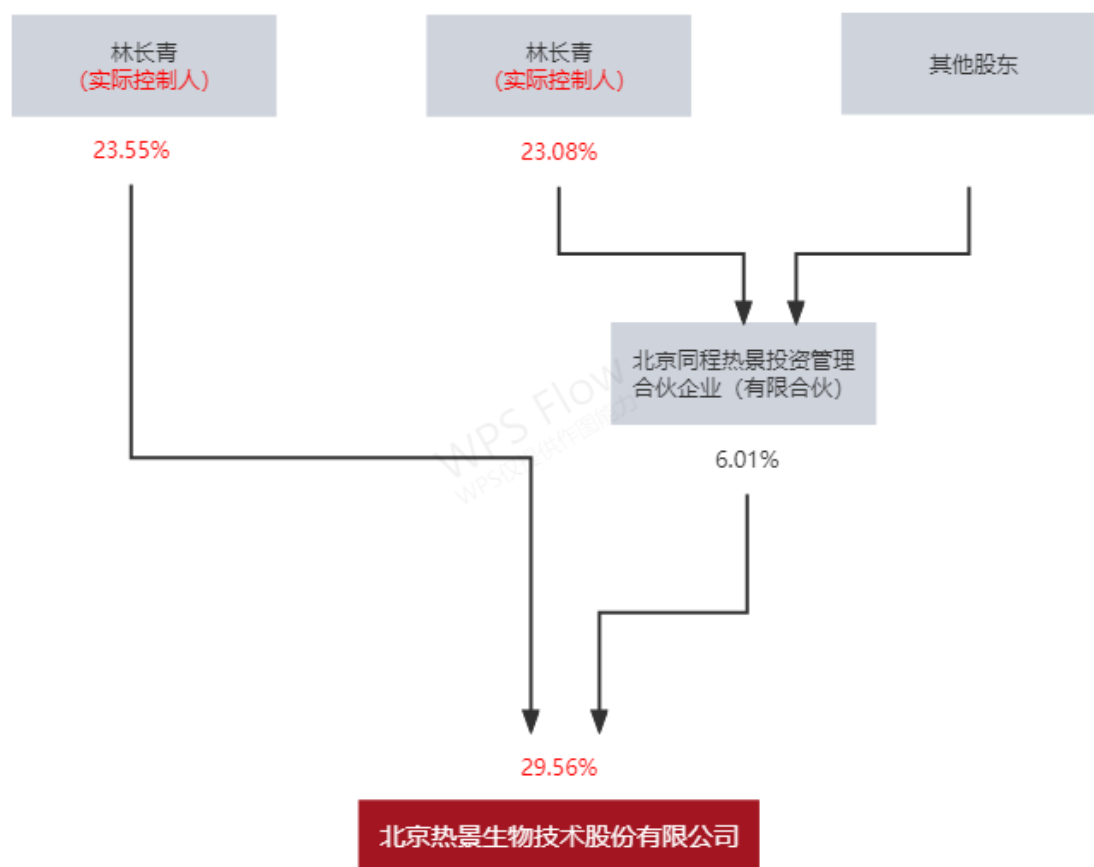 林长青
（实际控制人）
林长青
（实际控制人）
其他股东
23.55%
23.08%
北京同程热景投资管理
合伙企业（有限合伙）
6.01%
WPS Flow
29.56%
北京热景生物技术股份有限公司